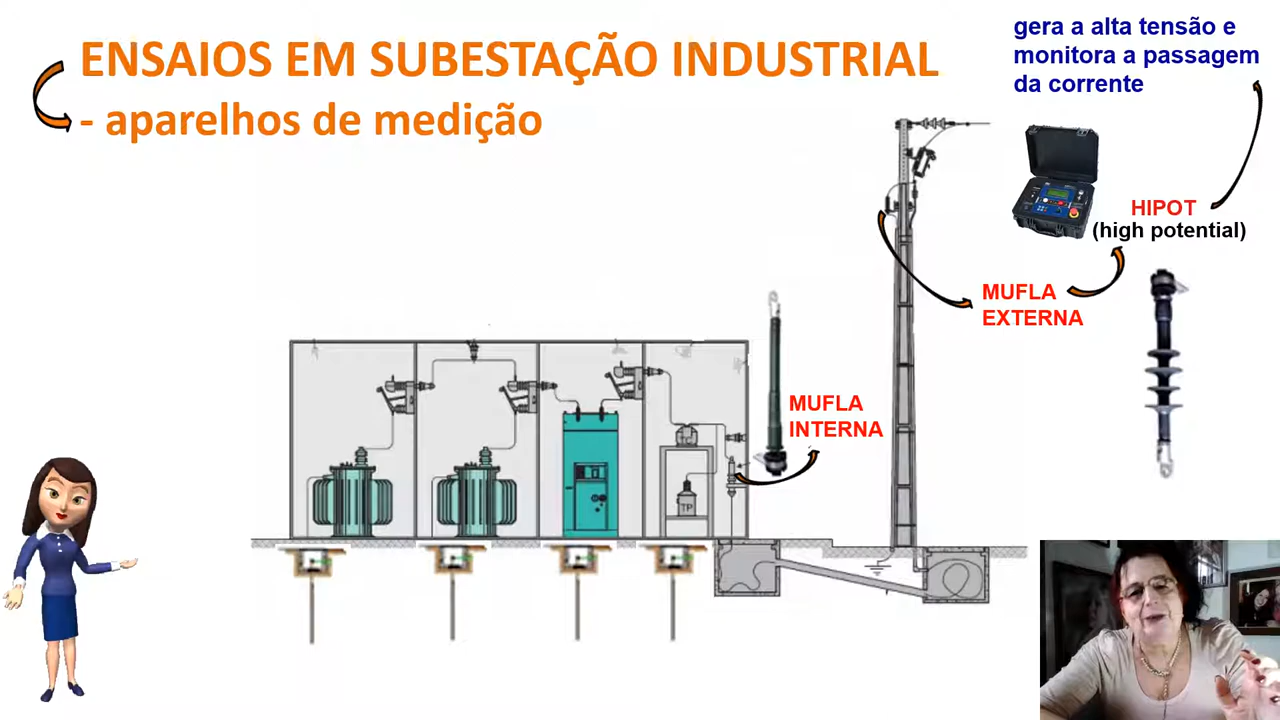 ENSAIOS EM SUBESTAÇÃO INDUSTRIAL
- aparelhos de medição
gera a alta tensão e
monitora a passagem
da corrente
HIPOT
(high potential)
MUFLA
EXTERNA
MUFLA
INTERNA
TP